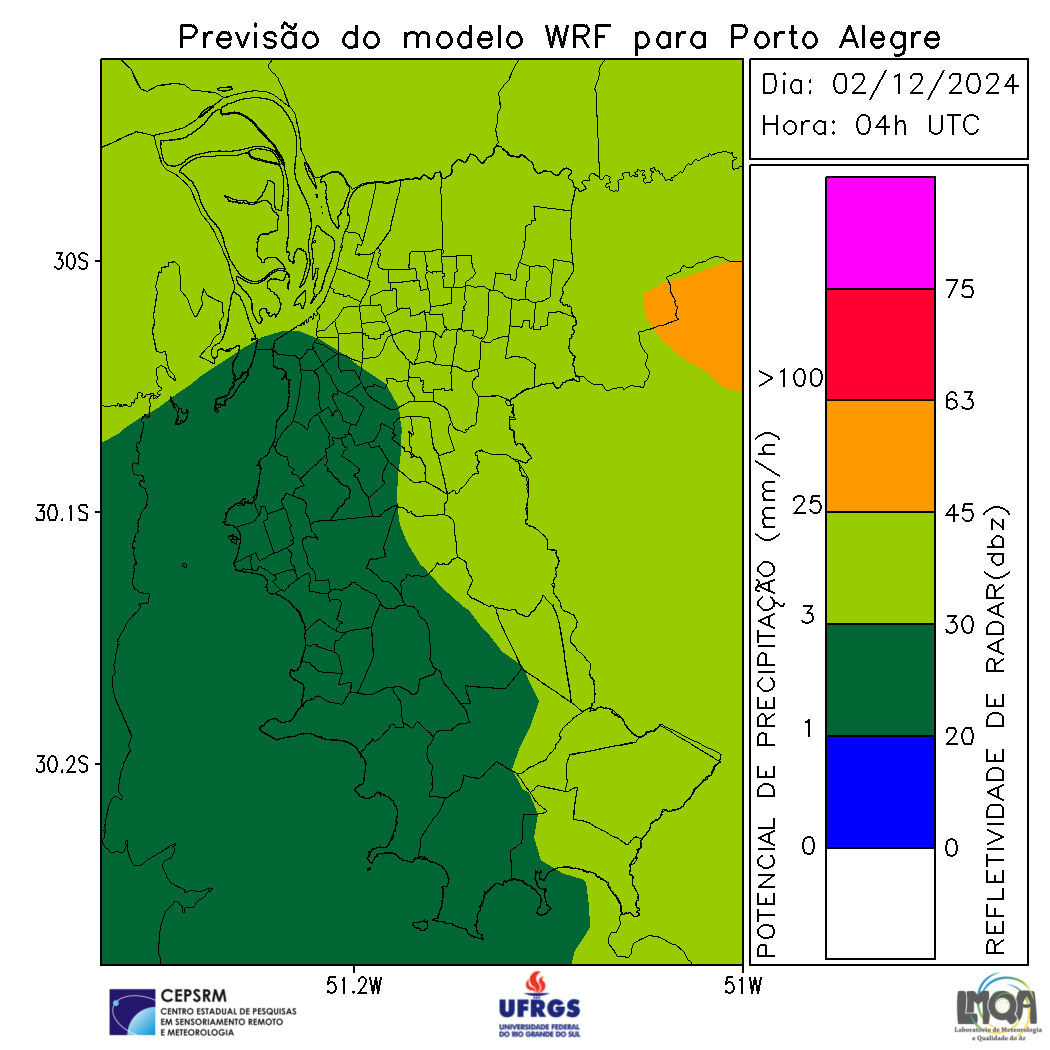 Previsão do modelo WRF para Porto Alegre
Dia: 02/12/2024
Hora: 04h UTC
30S
30.1S
30.2S
51.2W
51W
POTENCIAL DE PRECIPITAÇÃO (mm/h)
>100
25
3
1
0
75
63
45
30
20
0
REFLETIVIDADE DE RADAR(dbz)
CEPSRM
CENTRO ESTADUAL DE PESQUISAS
EM SENSORIAMENTO REMOTO
E METEOROLOGIA
UFRGS
UNIVERSIDADE FEDERAL
DO RIO GRANDE DO SUL
LMQA
Laboratório de Meteorologia
e Qualidade do Ar